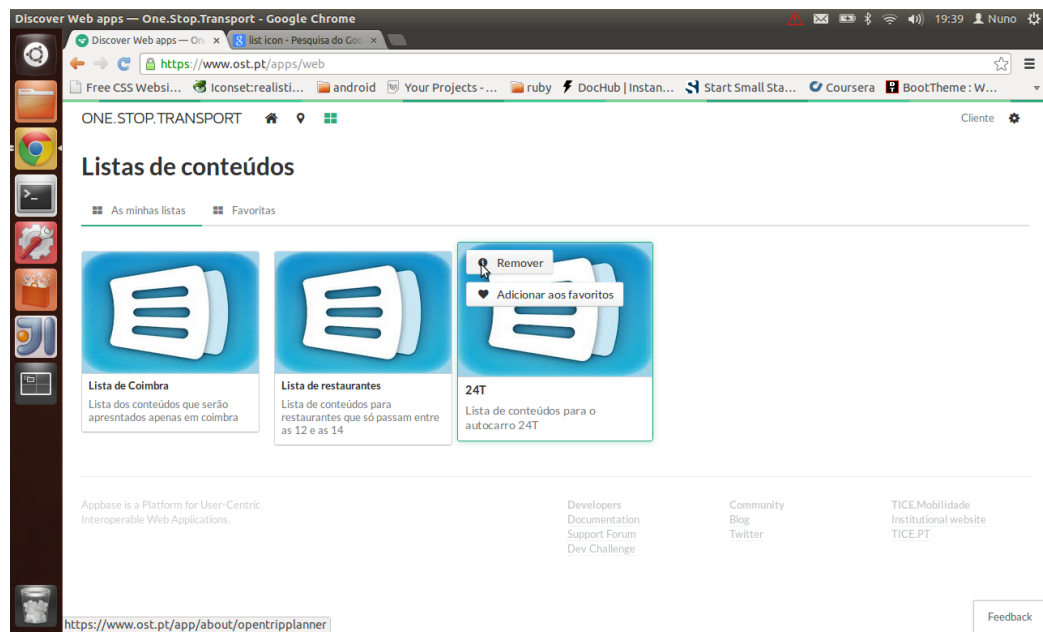 Discover Web apps — One.Stop.Transport - Google Chrome
19:39 Nuno
Discover Web apps — On
list icon - Pesquisa do Goo
https://www.ost.pt/apps/web
Free CSS Websi... Iconset:realisti... android Your Projects - ... ruby DocHub | Instan... Start Small Sta... Coursera BootTheme : W...
ONE.STOP.TRANSPORT
Cliente
Listas de conteúdos
As minhas listas
Favoritas
Lista de Coimbra
Lista dos conteúdos que serão
apresntados apenas em coimbra
Lista de restaurantes
Lista de conteúdos para
restaurantes que só passam entre
as 12 e as 14
Remover
Adicionar aos favoritos
24T
Lista de conteúdos para o
autocarro 24T
Appbase is a Platform for User-Centric
Interoperable Web Applications.
Developers
Documentation
Support Forum
Dev Challenge
Community
Blog
Twitter
TICE.Mobilidade
Institutional website
TICE.PT
Feedback
https://www.ost.pt/app/about/opentripplanner